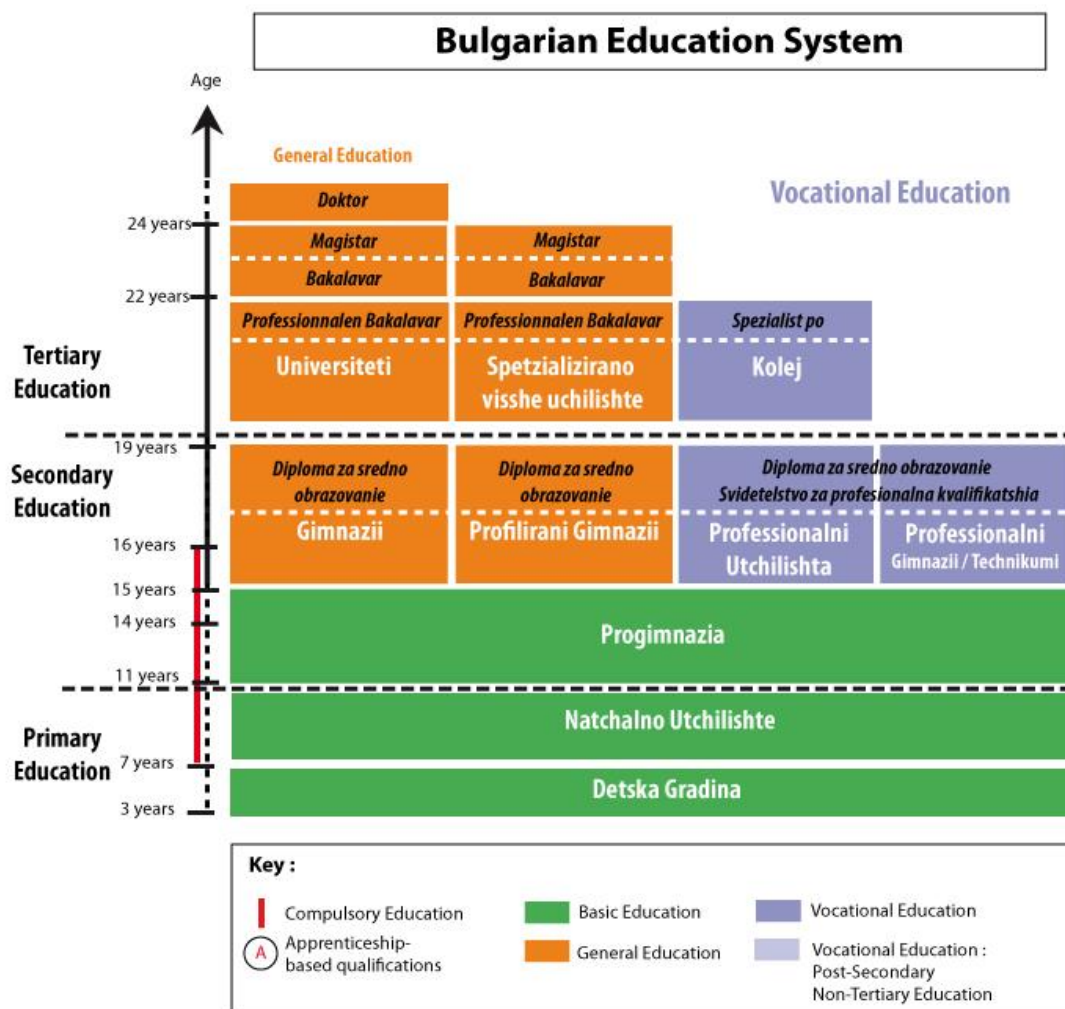 Bulgarian Education System
Age
General Education
Vocational Education
Doktor
24 years
Magistar
Magistar
Bakalavar
Bakalavar
22 years
Professionnalen Bakalavar
Professionnalen Bakalavar
Spezialist po
Tertiary
Education
Universiteti
Spetzializirano
visshe uchilishte
Kolej
19 years
Secondary
Education
Diploma za sredno
obrazovanie
Diploma za sredno
obrazovanie
Diploma za sredno obrazovanie
Svidetelstvo za profesionalna kvalifikatshia
Gimnazii
Profilirani Gimnazii
Professionalni
Utchilishta
Professionalni
Gimnazii / Technikumi
16 years
15 years
14 years
Progimnazia
11 years
Primary
Education
Natchalno Utchilishte
7 years
Detska Gradina
3 years
Key :
Compulsory Education
Basic Education
Vocational Education
A
Apprenticeship-
based qualifications
General Education
Vocational Education :
Post-Secondary
Non-Tertiary Education